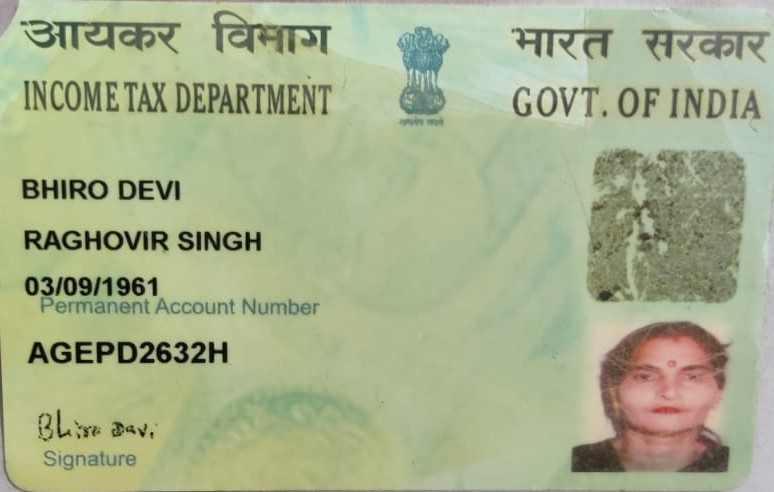 आयकर विभाग
भारत सरकार
INCOME TAX DEPARTMENT
GOVT. OF INDIA
सत्यमेव जयते
BHIRO DEVI
RAGHOVIR SINGH
03/09/1961
Permanent Account Number
AGEPD2632H
Bhiro Devi
Signature